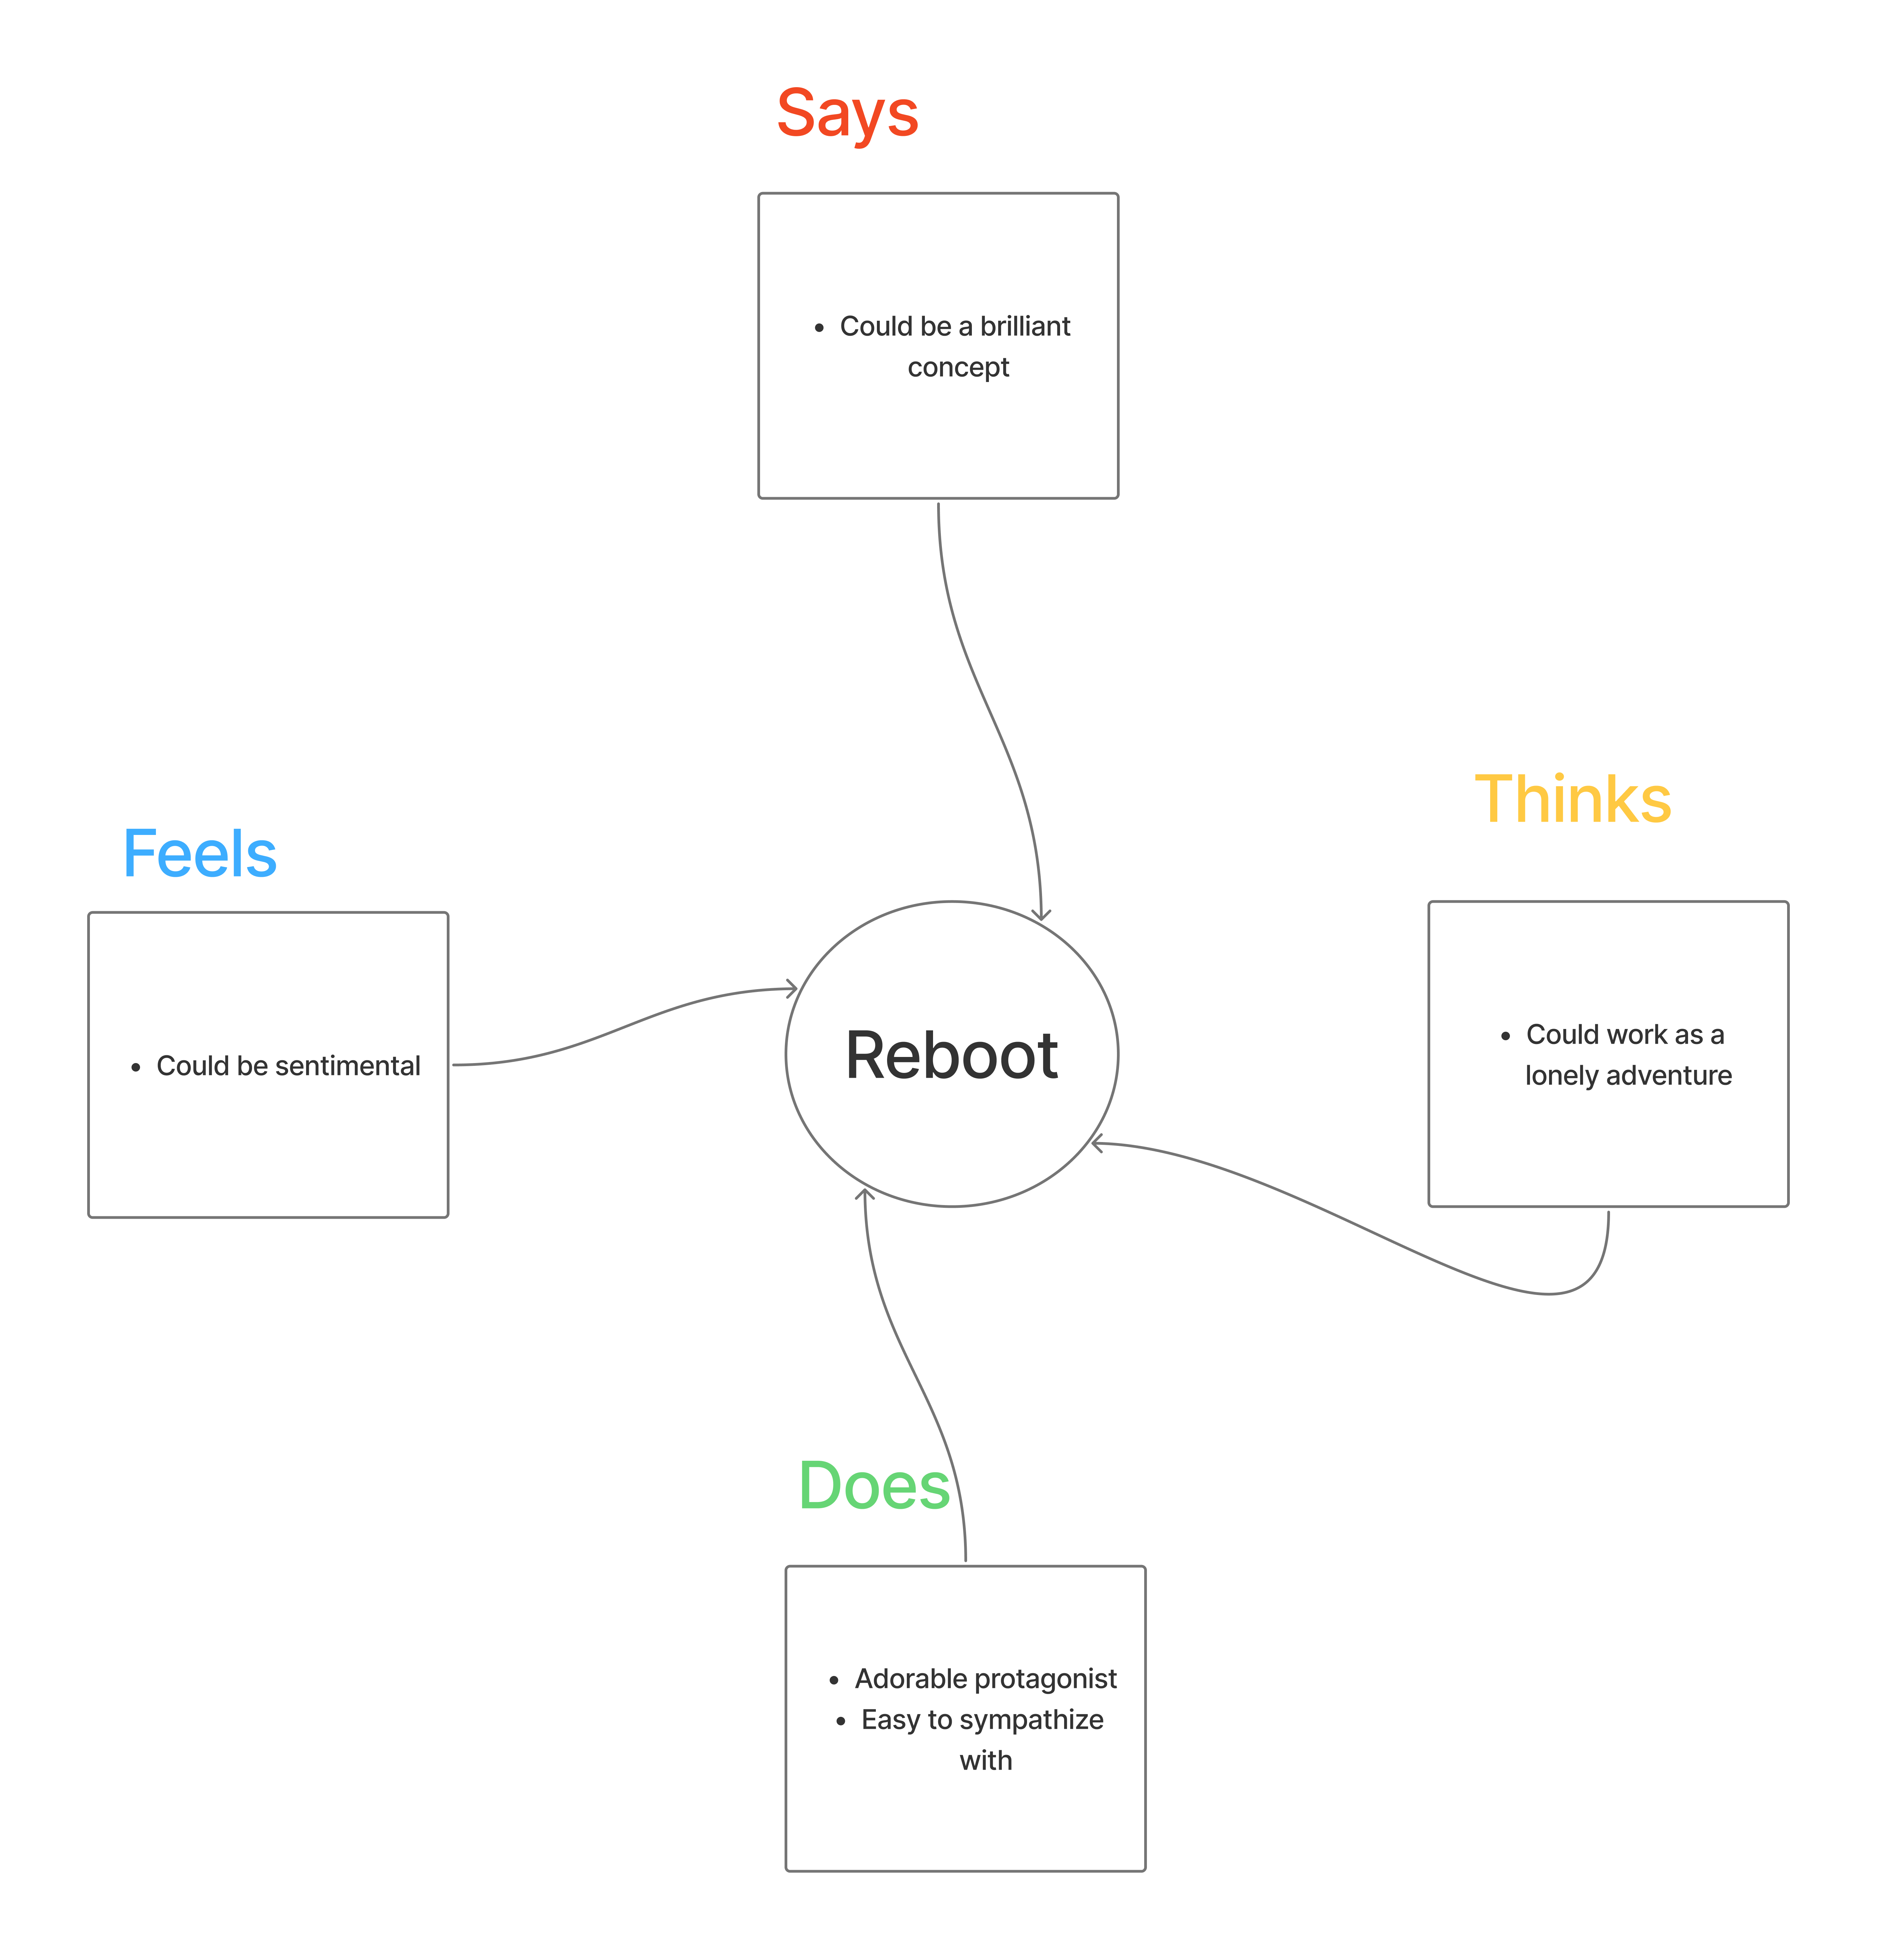 Says
• Could be a brilliant
concept
Thinks
Feels
• Could work as a
lonely adventure
Reboot
• Could be sentimental
Does
• Adorable protagonist
• Easy to sympathize
with